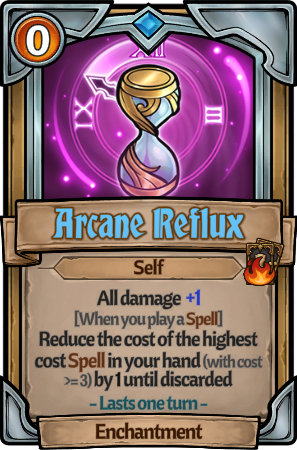 0
XII
IX
III
Arcane Reflux
Self
All damage +1
[When you play a Spell]
Reduce the cost of the highest
cost Spell in your hand (with cost
>= 3) by 1 until discarded
- Lasts one turn -
Enchantment